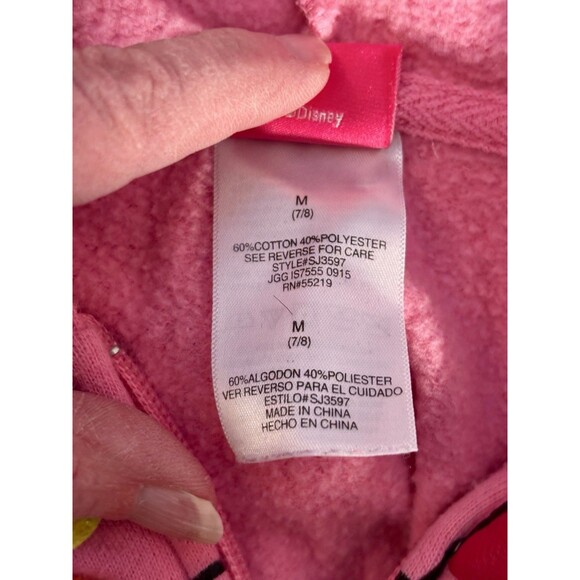 ©Disney
M
(7/8)
60%COTTON 40%POLYESTER
SEE REVERSE FOR CARE
STYLE#SJ3597
JGG IS7555 0915
RN#55219
M
(7/8)
60%ALGODON 40%POLIESTER
VER REVERSO PARA EL CUIDADO
ESTILO#SJ3597
MADE IN CHINA
HECHO EN CHINA